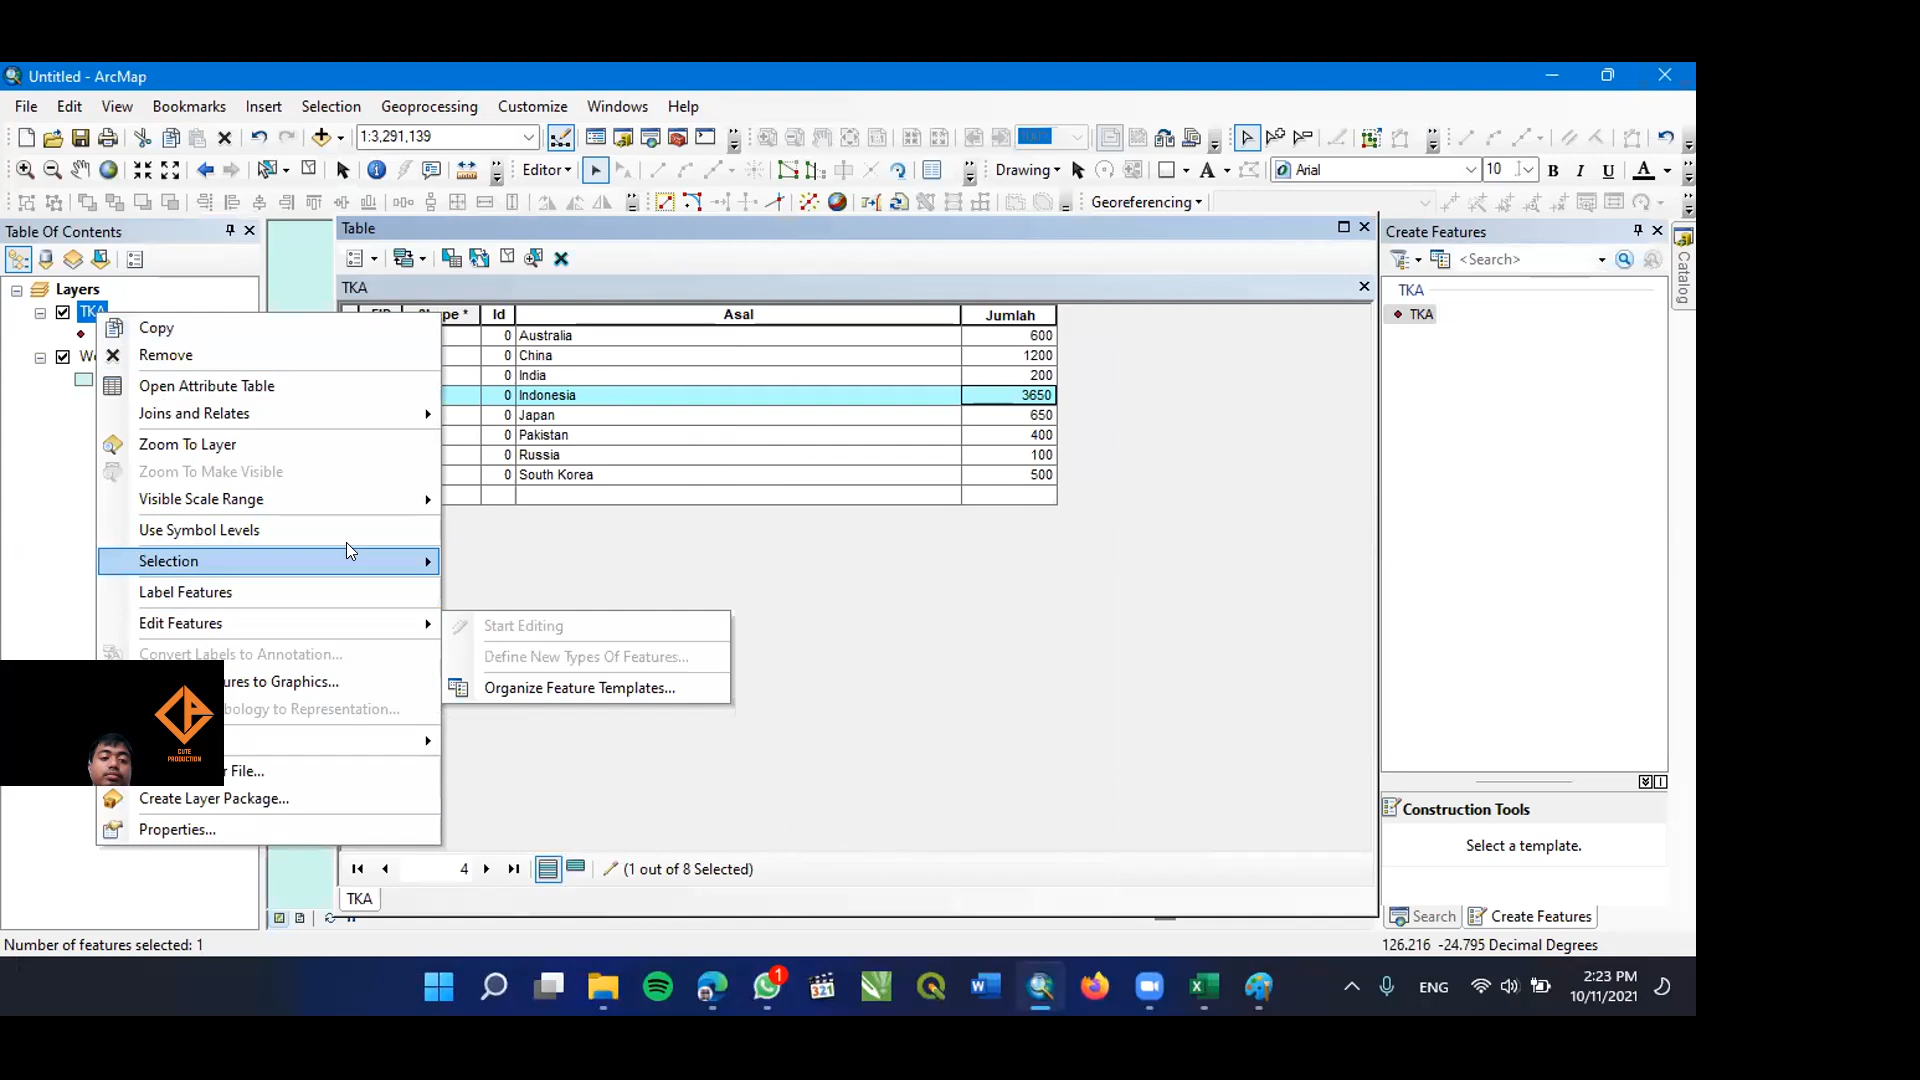 Untitled - ArcMap
File Edit View Bookmarks Insert Selection Geoprocessing Customize Windows Help
1:3,291,139
100%
Editor
Drawing
Arial
10
B I U A
Georeferencing
Table Of Contents
Layers
TKA
Copy
Remove
Open Attribute Table
Joins and Relates
Zoom To Layer
Zoom To Make Visible
Visible Scale Range
Use Symbol Levels
Selection
Label Features
Edit Features
Convert Labels to Annotation...
ures to Graphics...
bology to Representation...
r File...
Create Layer Package...
Properties...
Start Editing
Define New Types Of Features...
Organize Feature Templates...
CUTE
PRODUCTION
Table
TKA
pe * Id Asal Jumlah
0 Australia 600
0 China 1200
0 India 200
0 Indonesia 3650
0 Japan 650
0 Pakistan 400
0 Russia 100
0 South Korea 500
4
(1 out of 8 Selected)
TKA
Create Features
<Search>
TKA
TKA
Catalog
Construction Tools
Select a template.
Search Create Features
Number of features selected: 1
126.216 -24.795 Decimal Degrees
1
321
W
X
ENG
2:23 PM
10/11/2021